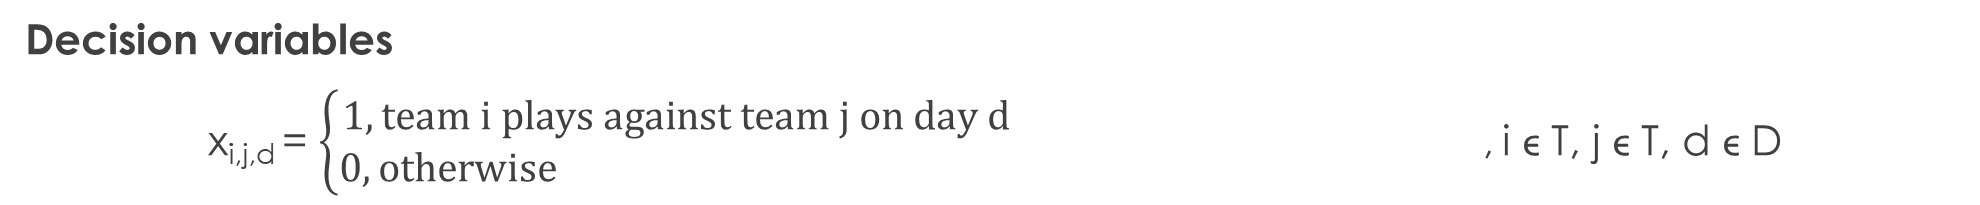 Decision variables
x_{i,j,d} = { 1, team i plays against team j on day d
0, otherwise
, i ϵ T, j ϵ T, d ϵ D